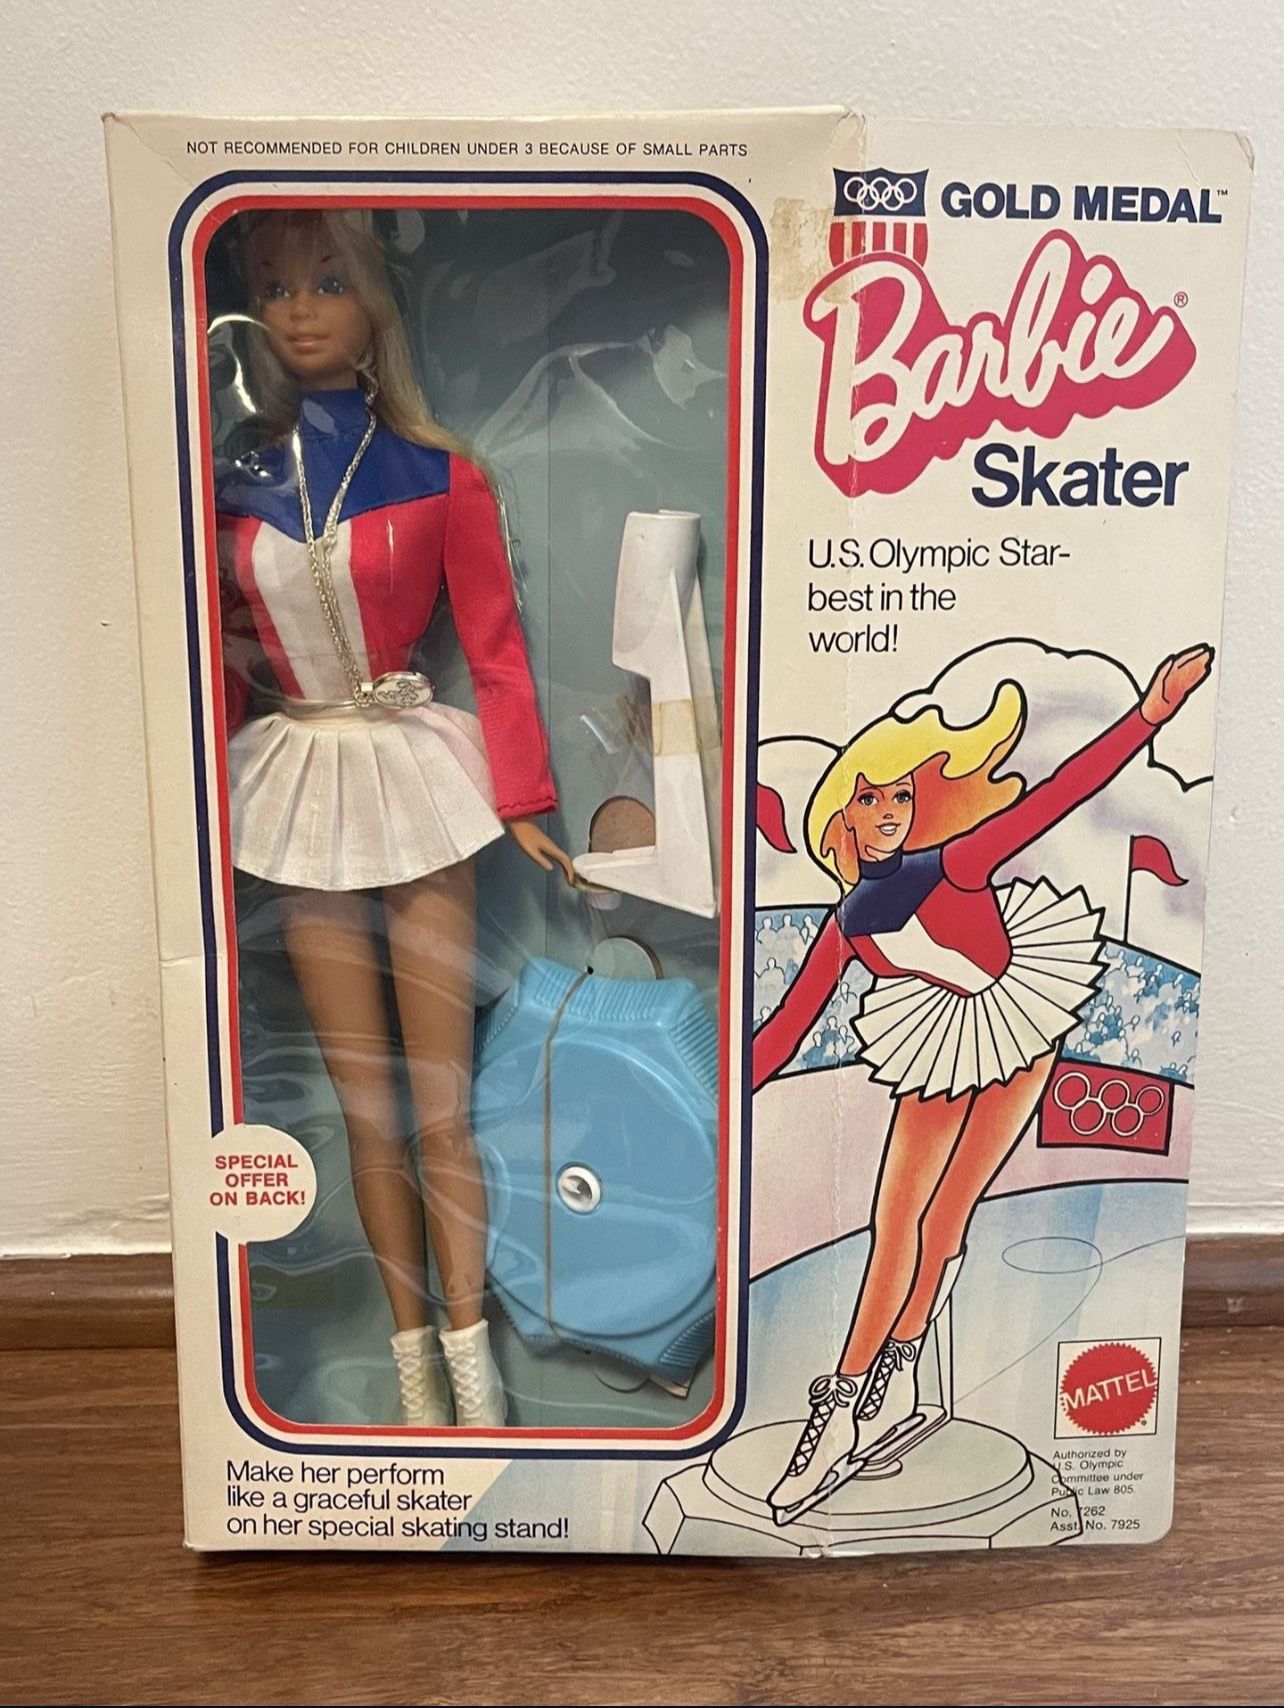 NOT RECOMMENDED FOR CHILDREN UNDER 3 BECAUSE OF SMALL PARTS
GOLD MEDAL™
Barbie®
Skater
U.S. Olympic Star-
best in the
world!
SPECIAL
OFFER
ON BACK!
Make her perform
like a graceful skater
on her special skating stand!
MATTEL®
Authorized by
U.S. Olympic
Committee under
Public Law 805.
No. 7262
Asst. No. 7925